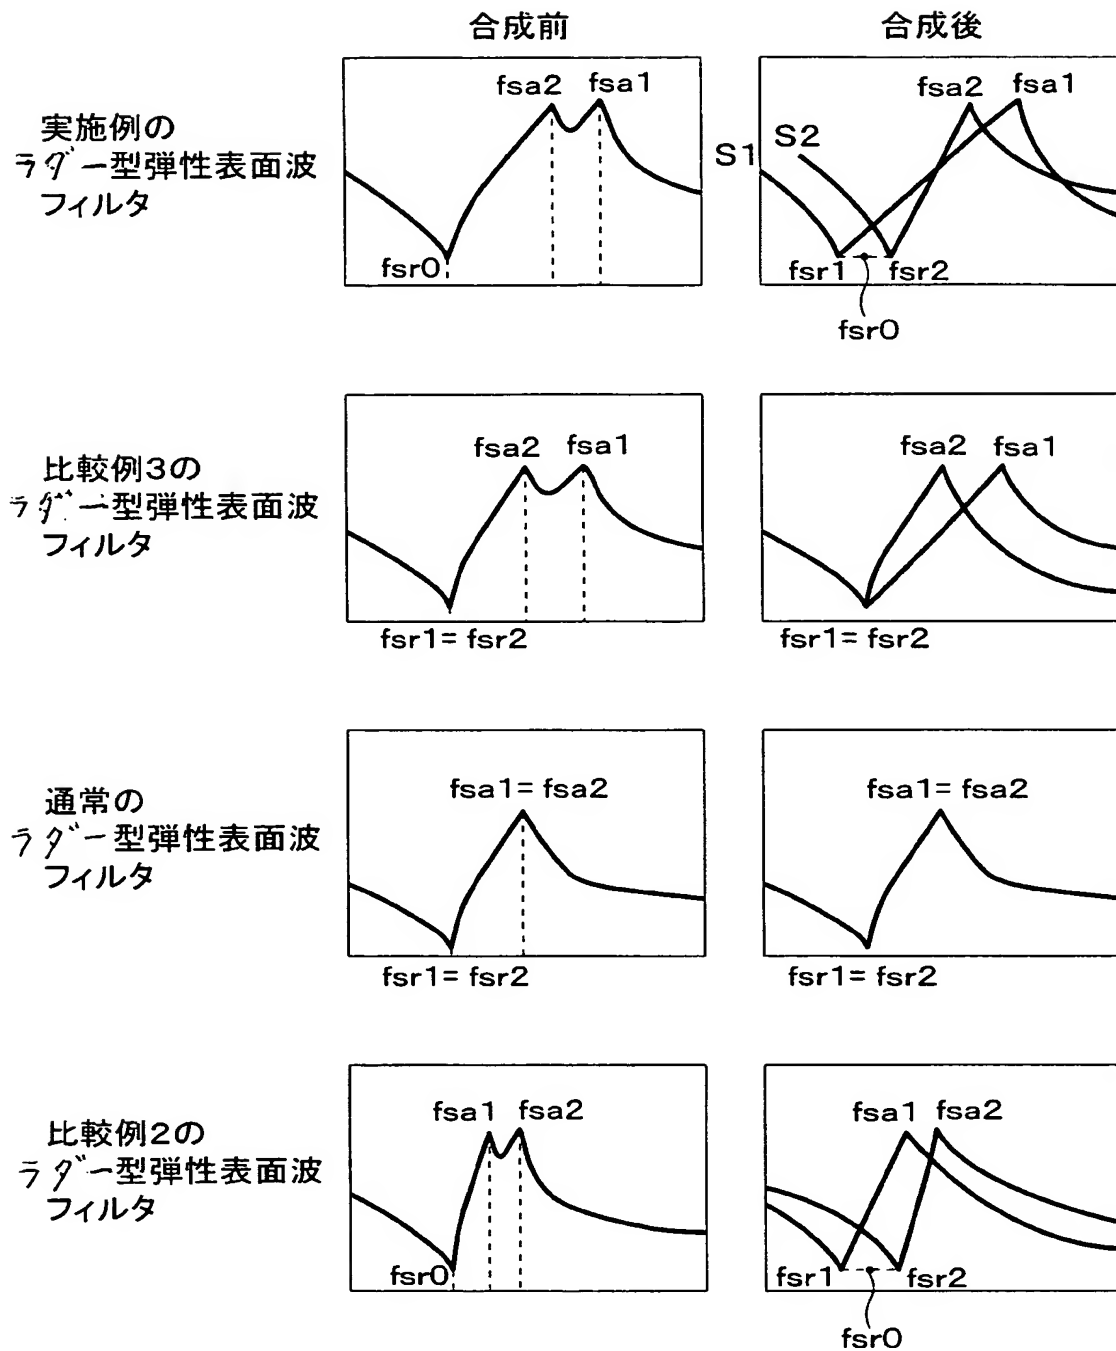 合成前
合成後
実施例の
ラダー型弾性表面波
フィルタ
fsa2 fsa1
fsr0
fsa2 fsa1
S1 S2
fsr1 fsr2
fsr0
比較例3の
ラダー型弾性表面波
フィルタ
fsa2 fsa1
fsr1= fsr2
fsa2 fsa1
fsr1= fsr2
通常の
ラダー型弾性表面波
フィルタ
fsa1= fsa2
fsr1= fsr2
fsa1= fsa2
fsr1= fsr2
比較例2の
ラダー型弾性表面波
フィルタ
fsa1 fsa2
fsr0
fsa1 fsa2
fsr1 fsr2
fsr0